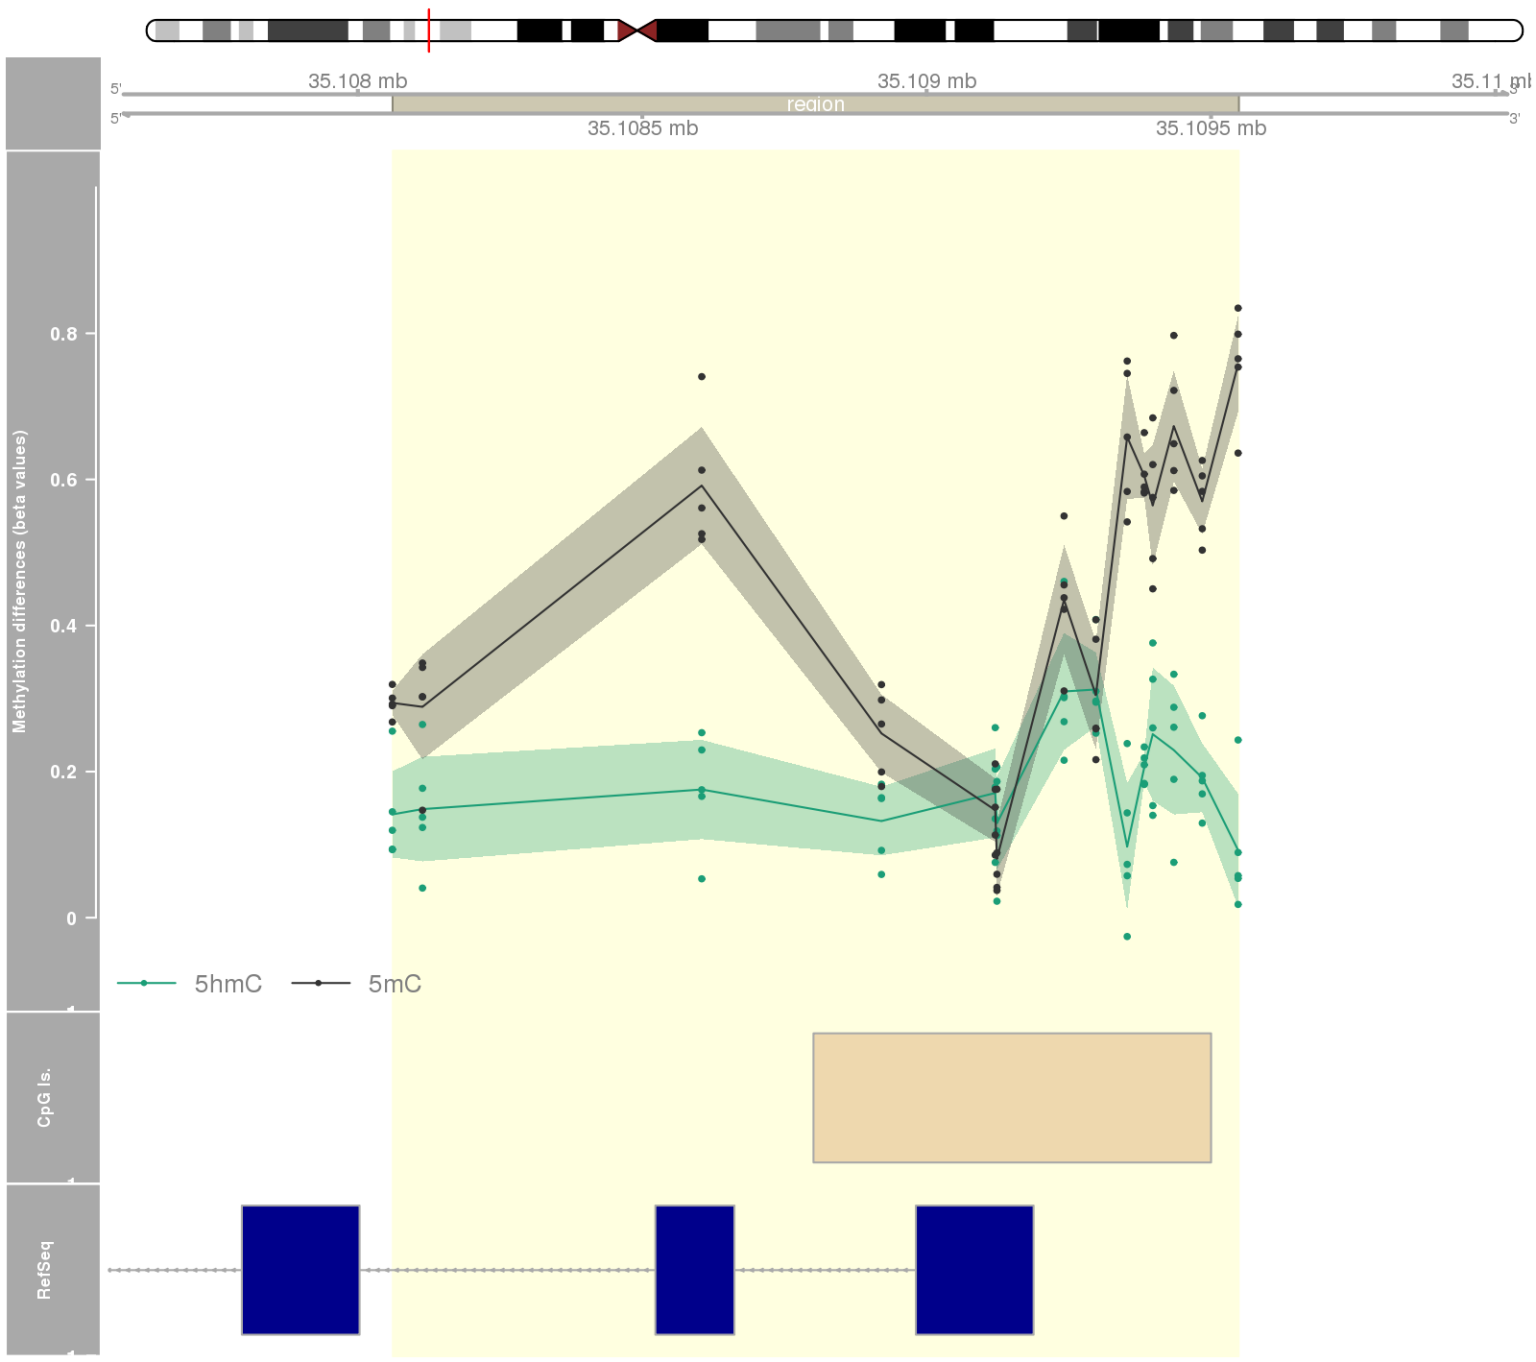 35.108 mb 35.109 mb 35.11 mb
5' 3'
region
5' 3'
35.1085 mb 35.1095 mb
Methylation differences (beta values)
0.8
0.6
0.4
0.2
0
5hmC 5mC
CpG Is.
RefSeq